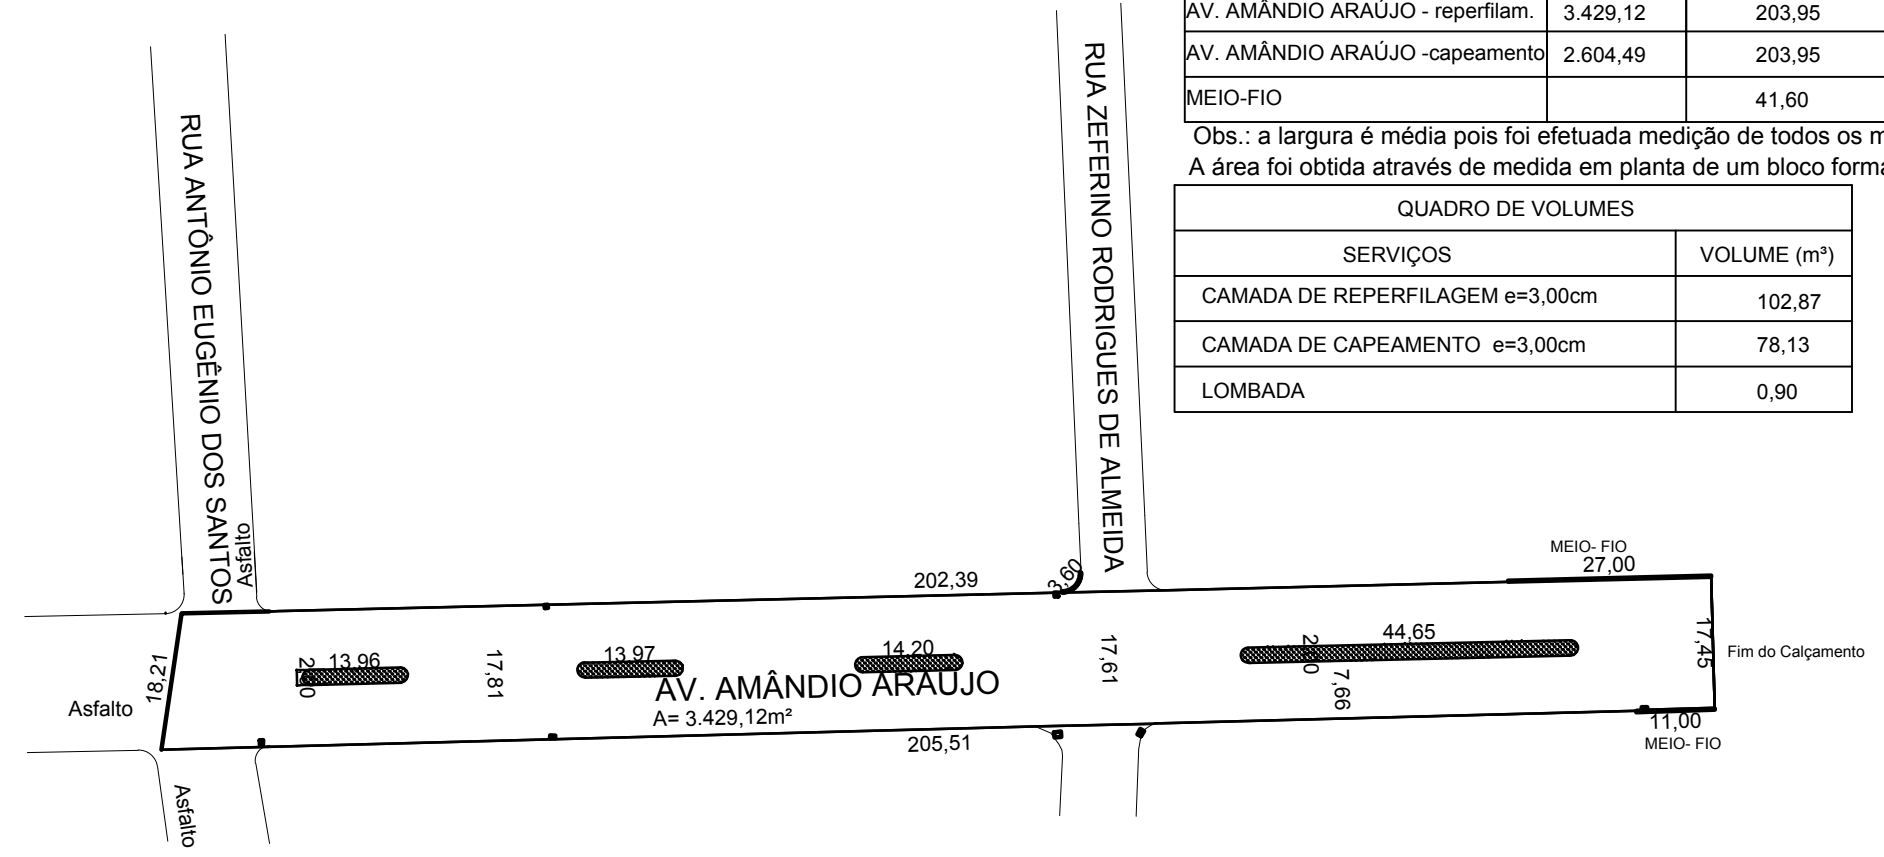 AV. AMÂNDIO ARAÚJO - reperfilam. 3.429,12 203,95
AV. AMÂNDIO ARAÚJO -capeamento 2.604,49 203,95
MEIO-FIO 41,60
Obs.: a largura é média pois foi efetuada medição de todos os
A área foi obtida através de medida em planta de um bloco
QUADRO DE VOLUMES
SERVIÇOS VOLUME (m³)
CAMADA DE REPERFILAGEM e=3,00cm 102,87
CAMADA DE CAPEAMENTO e=3,00cm 78,13
LOMBADA 0,90
RUA ANTÔNIO EUGÊNIO DOS SANTOS
Asfalto
RUA ZEFERINO RODRIGUES DE ALMEIDA
MEIO- FIO
27,00
202,39
3,60
18,21
13,96
17,81
13,97
14,20
17,61
44,65
7,66
17,45
Fim do Calçamento
Asfalto
AV. AMÂNDIO ARAÚJO
A= 3.429,12m²
205,51
11,00
MEIO- FIO
Asfalto